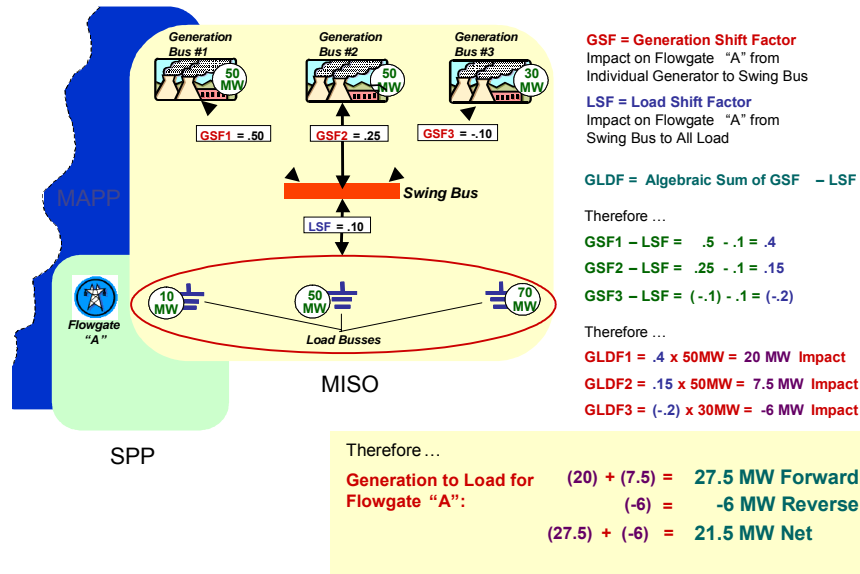 Generation
Bus #1
Generation
Bus #2
Generation
Bus #3
50
MW
50
MW
30
MW
GSF1 = .50
GSF2 = .25
GSF3 = -.10
Swing Bus
LSF = .10
MAPP
Flowgate
“A”
10
MW
50
MW
70
MW
Load Busses
MISO
SPP
GSF = Generation Shift Factor
Impact on Flowgate “A” from
Individual Generator to Swing Bus
LSF = Load Shift Factor
Impact on Flowgate “A” from
Swing Bus to All Load
GLDF = Algebraic Sum of GSF – LSF
Therefore …
GSF1 – LSF = .5 - .1 = .4
GSF2 – LSF = .25 - .1 = .15
GSF3 – LSF = (-.1) - .1 = (-.2)
Therefore …
GLDF1 = .4 x 50MW = 20 MW Impact
GLDF2 = .15 x 50MW = 7.5 MW Impact
GLDF3 = (-.2) x 30MW = -6 MW Impact
Therefore …
Generation to Load for
Flowgate “A”:
(20) + (7.5) = 27.5 MW Forward
(-6) = -6 MW Reverse
(27.5) + (-6) = 21.5 MW Net